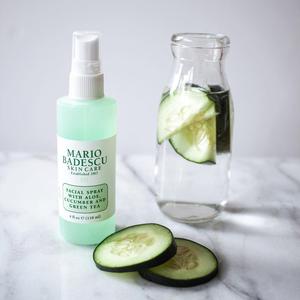 MARIO
BADESCU
SKIN CARE
Established 1967
FACIAL SPRAY
WITH ALOE,
CUCUMBER AND
GREEN TEA
4 fl oz (118 ml)